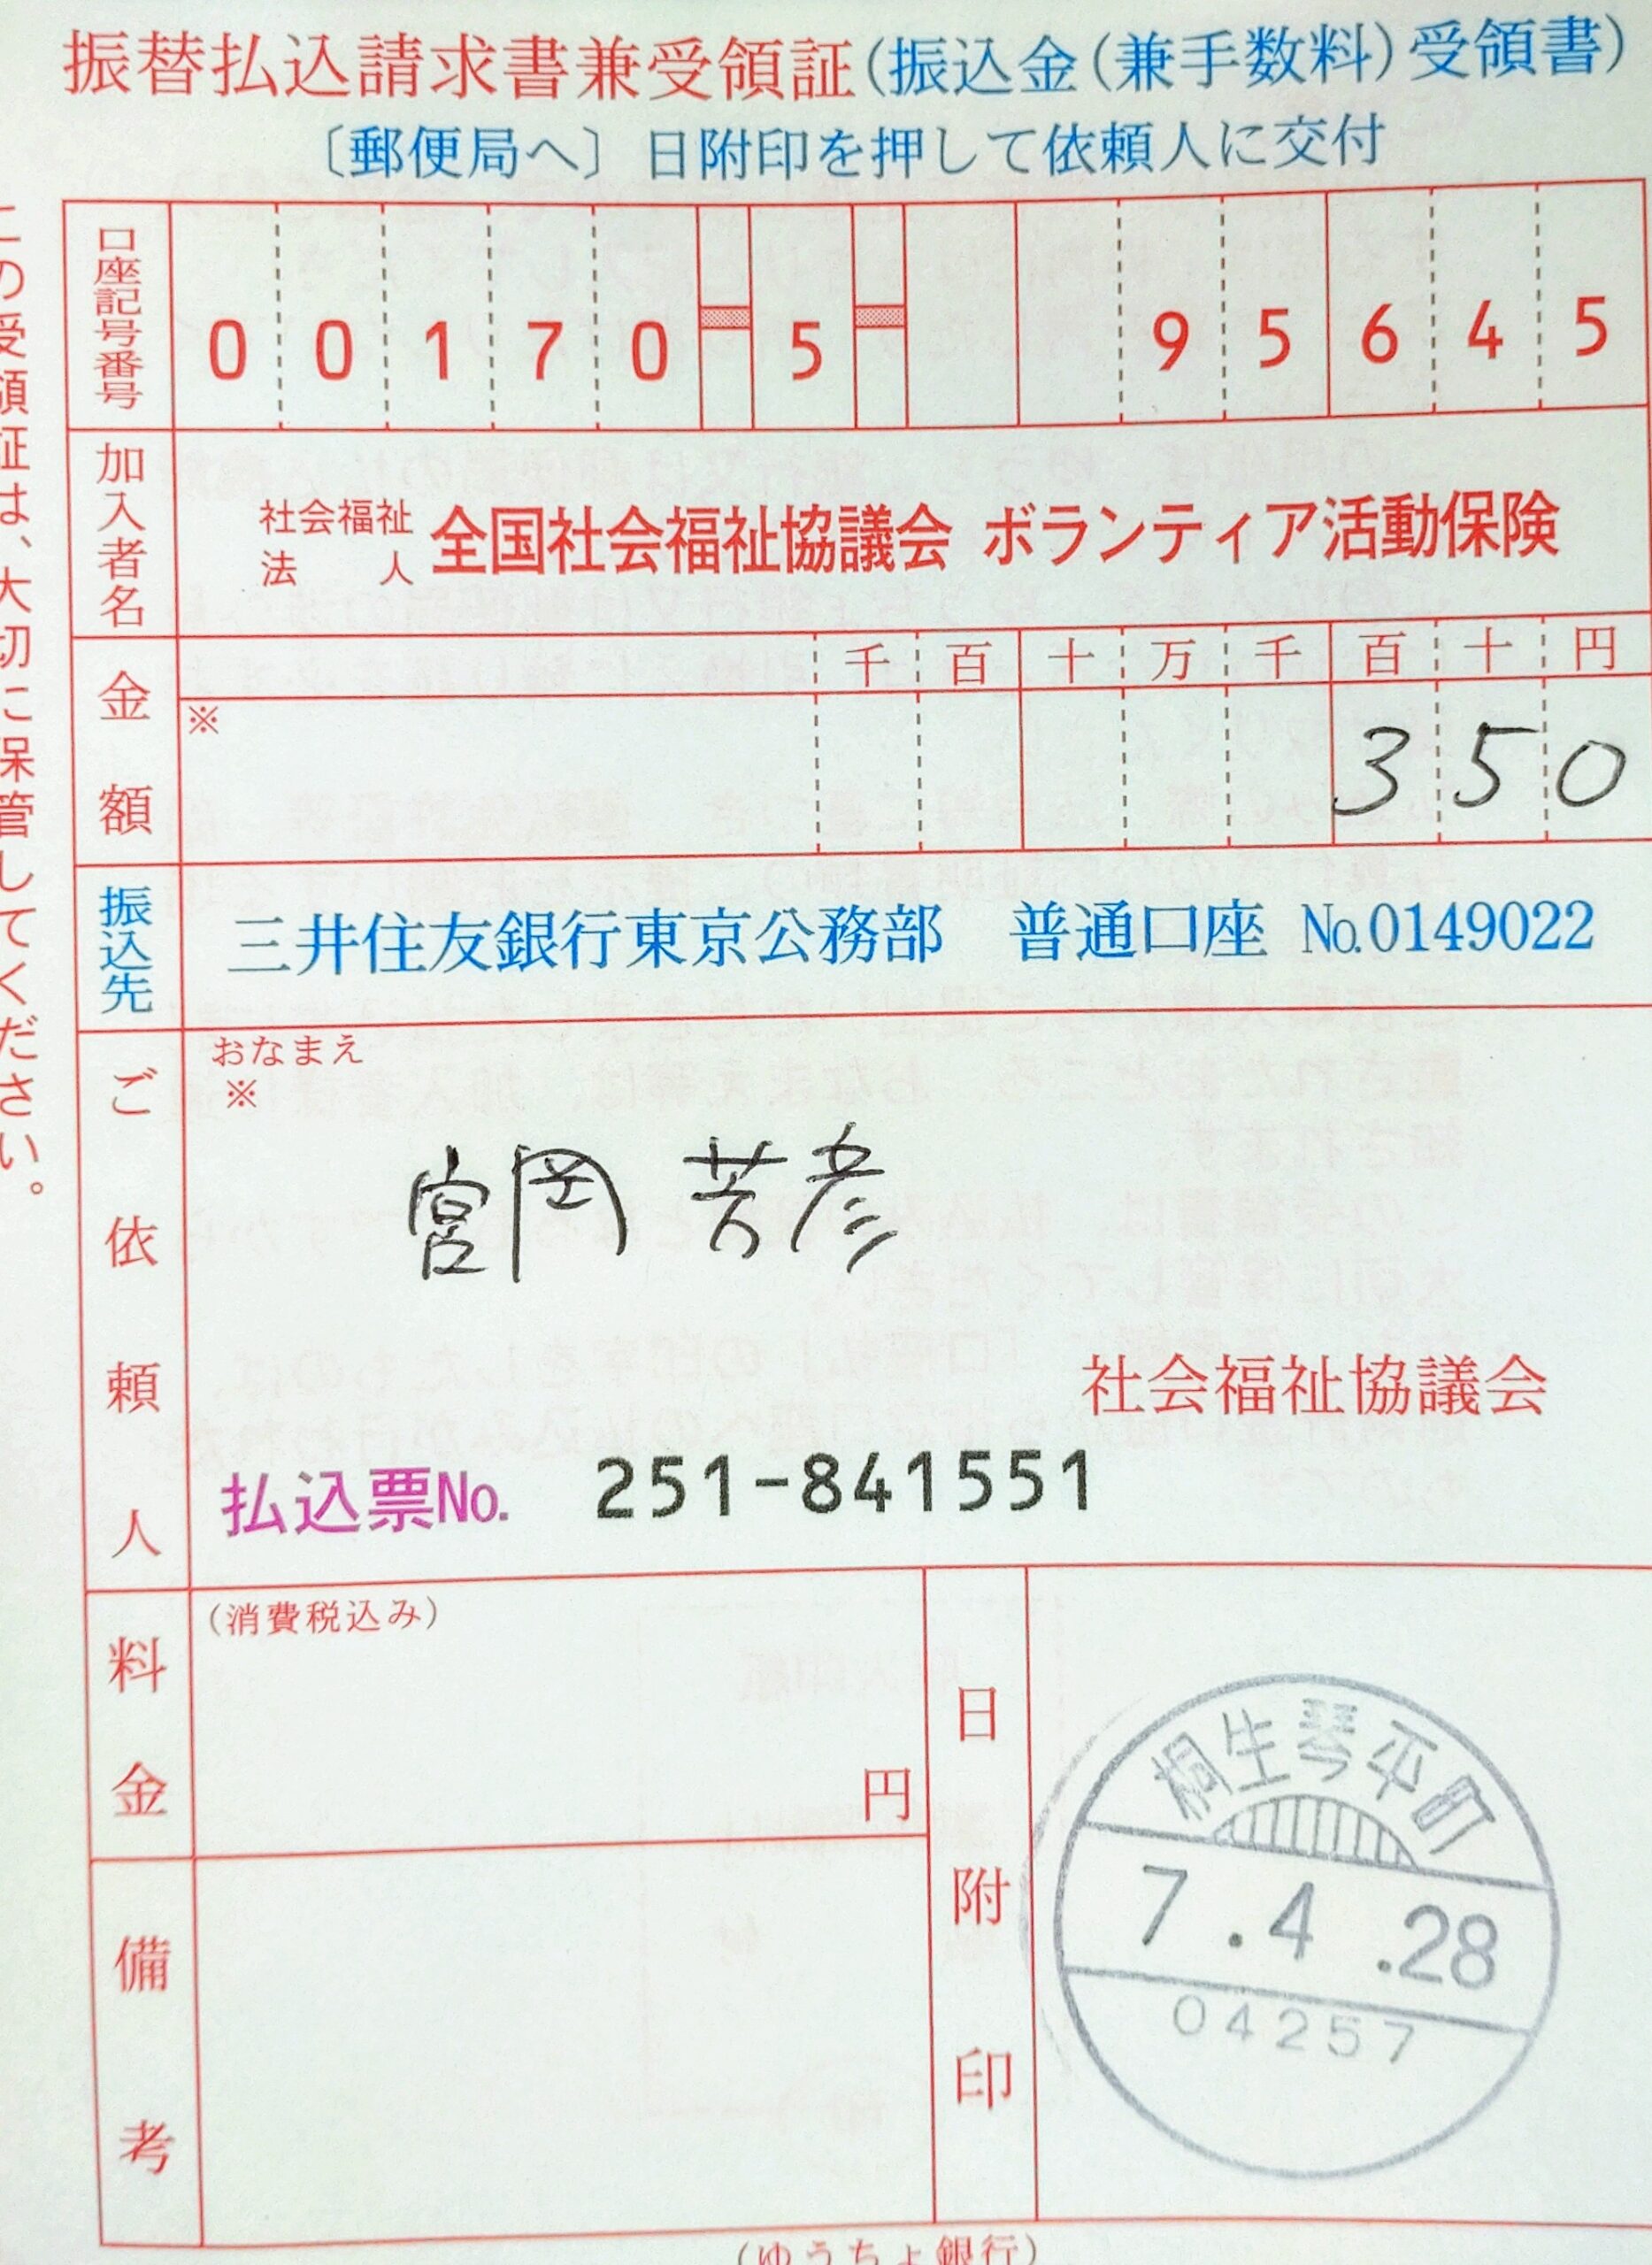 振替払込請求書兼受領証(振込金(兼手数料)受領書)
〔郵便局へ〕日附印を押して依頼人に交付
この受領証は、大切に保管してください。
口座記号番号 00170-5-95645
加入者名 社会福祉法人 全国社会福祉協議会 ボランティア活動保険
金額 千 百 十 万 千 百 十 円
※ 350
振込先 三井住友銀行東京公務部 普通口座 №0149022
ご依頼人 おなまえ
※
宮岡 芳彦
社会福祉協議会
払込票No. 251-841551
料金 (消費税込み)
円
備考
日附印
桐生琴平町
7.4.28
04257
(ゆうちょ銀行)